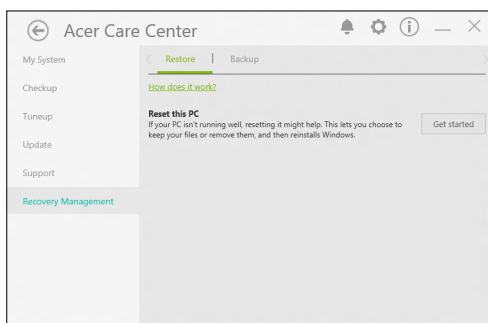 Acer Care Center
My System
Restore
Backup
Checkup
How does it work?
Tuneup
Reset this PC
If your PC isn't running well, resetting it might help. This lets you choose to
keep your files or remove them, and then reinstalls Windows.
Get started
Update
Support
Recovery Management